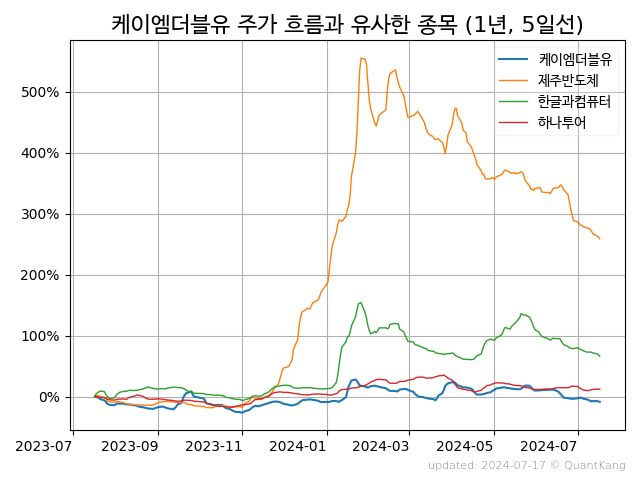 케이엠더블유 주가 흐름과 유사한 종목 (1년, 5일선)
케이엠더블유
제주반도체
한글과컴퓨터
하나투어
500%
400%
300%
200%
100%
0%
2023-07 2023-09 2023-11 2024-01 2024-03 2024-05 2024-07
updated: 2024-07-17 © QuantKang